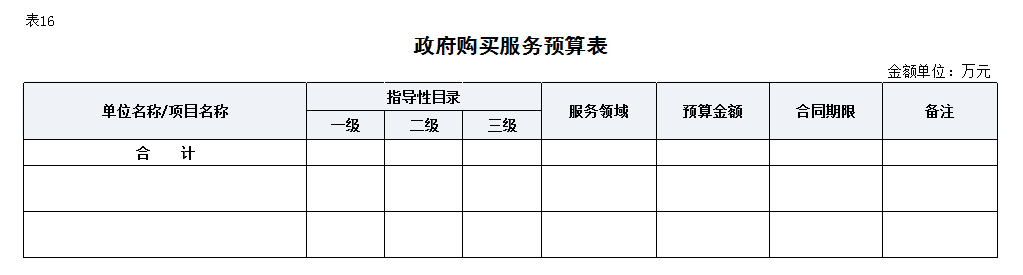 表16
政府购买服务预算表
金额单位：万元
单位名称/项目名称 指导性目录 服务领域 预算金额 合同期限 备注
一级 二级 三级
合 计